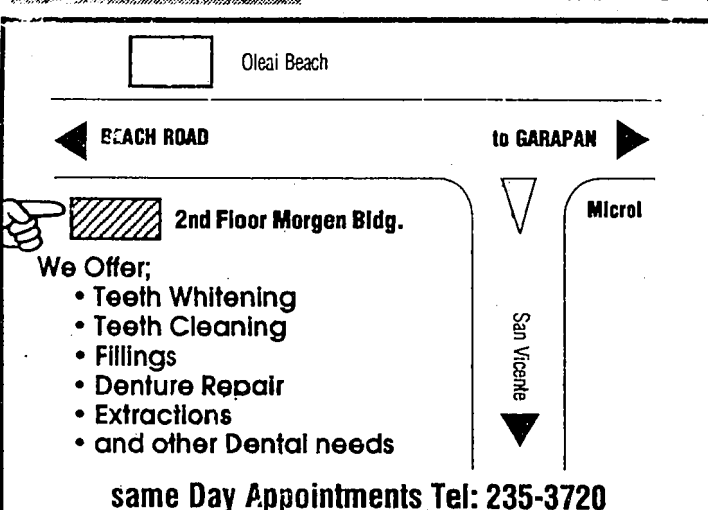 Oleai Beach
BEACH ROAD
to GARAPAN
2nd Floor Morgen Bldg.
Microl
We Offer;
• Teeth Whitening
• Teeth Cleaning
• Fillings
• Denture Repair
• Extractions
• and other Dental needs
San Vicente
same Day Appointments Tel: 235-3720